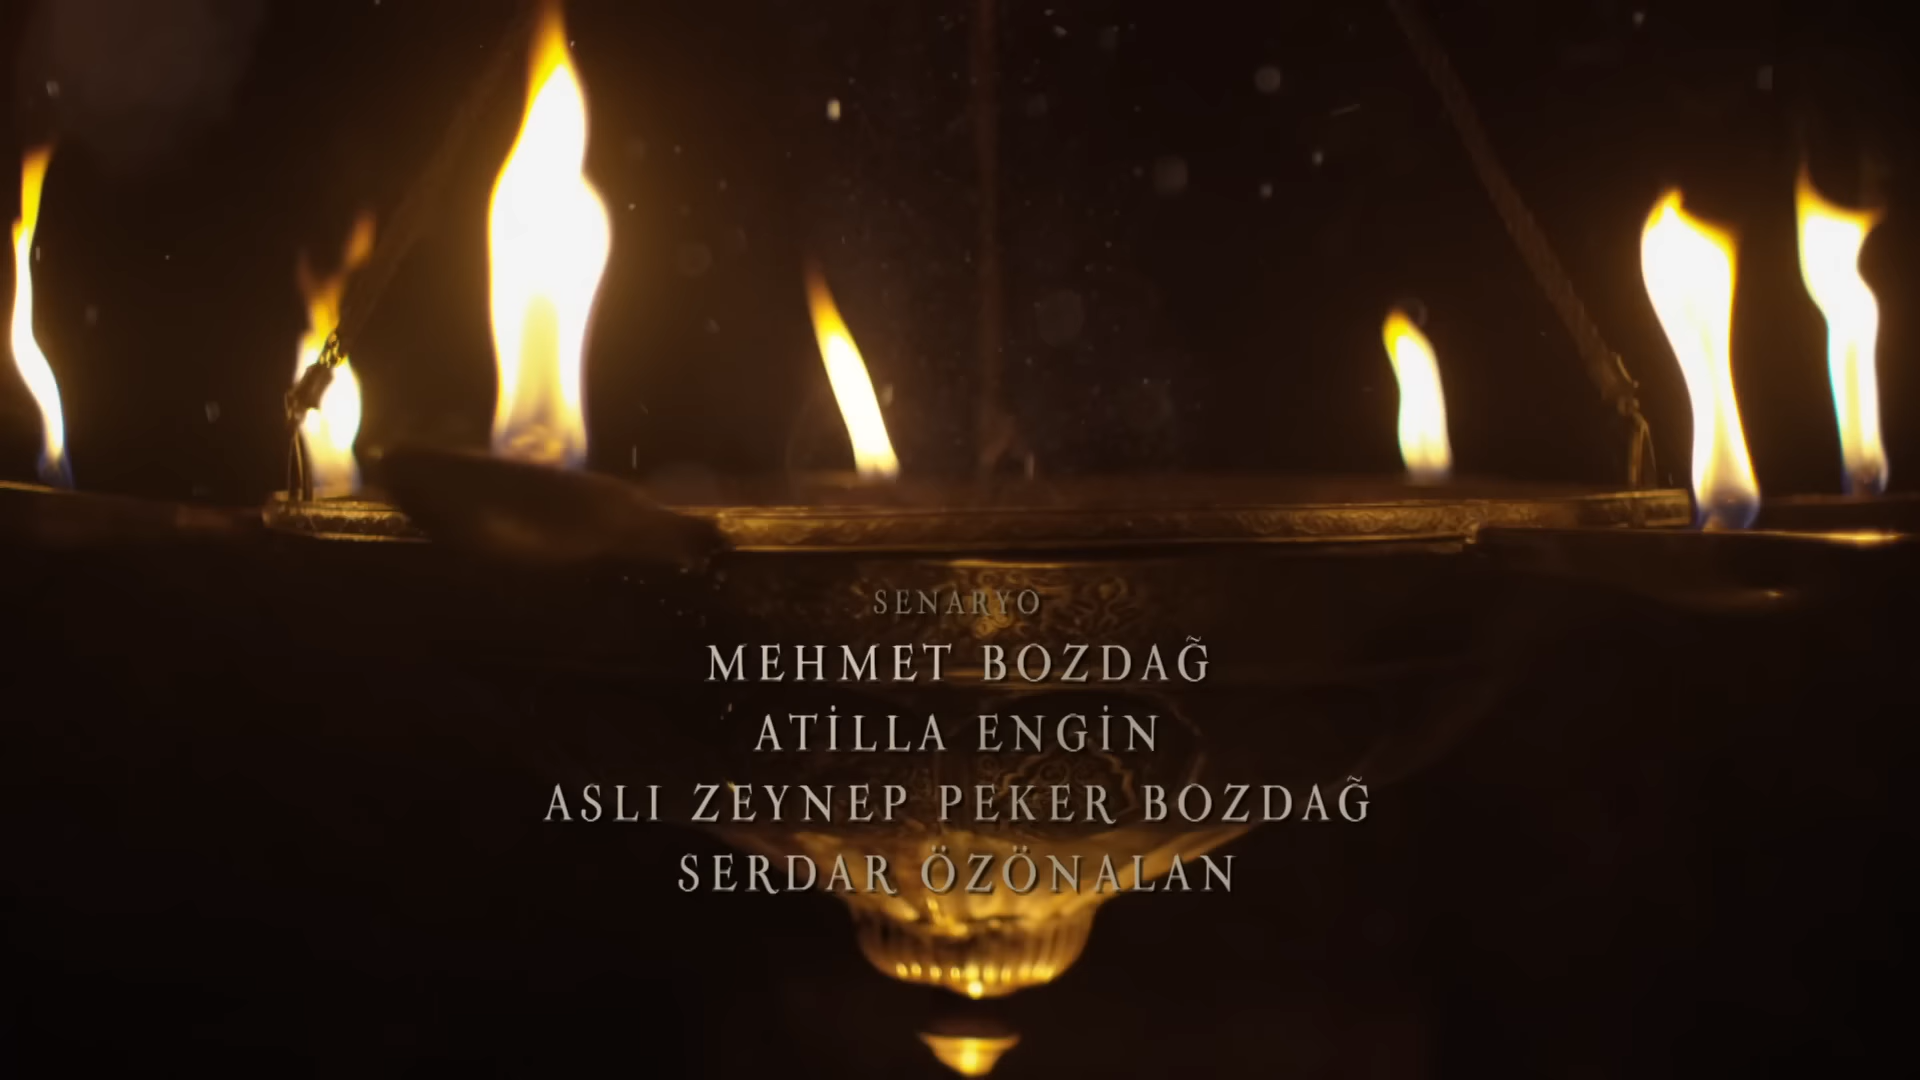 SENARYO
MEHMET BOZDAĞ
ATİLLA ENGİN
ASLI ZEYNEP PEKER BOZDAĞ
SERDAR ÖZÖNALAN